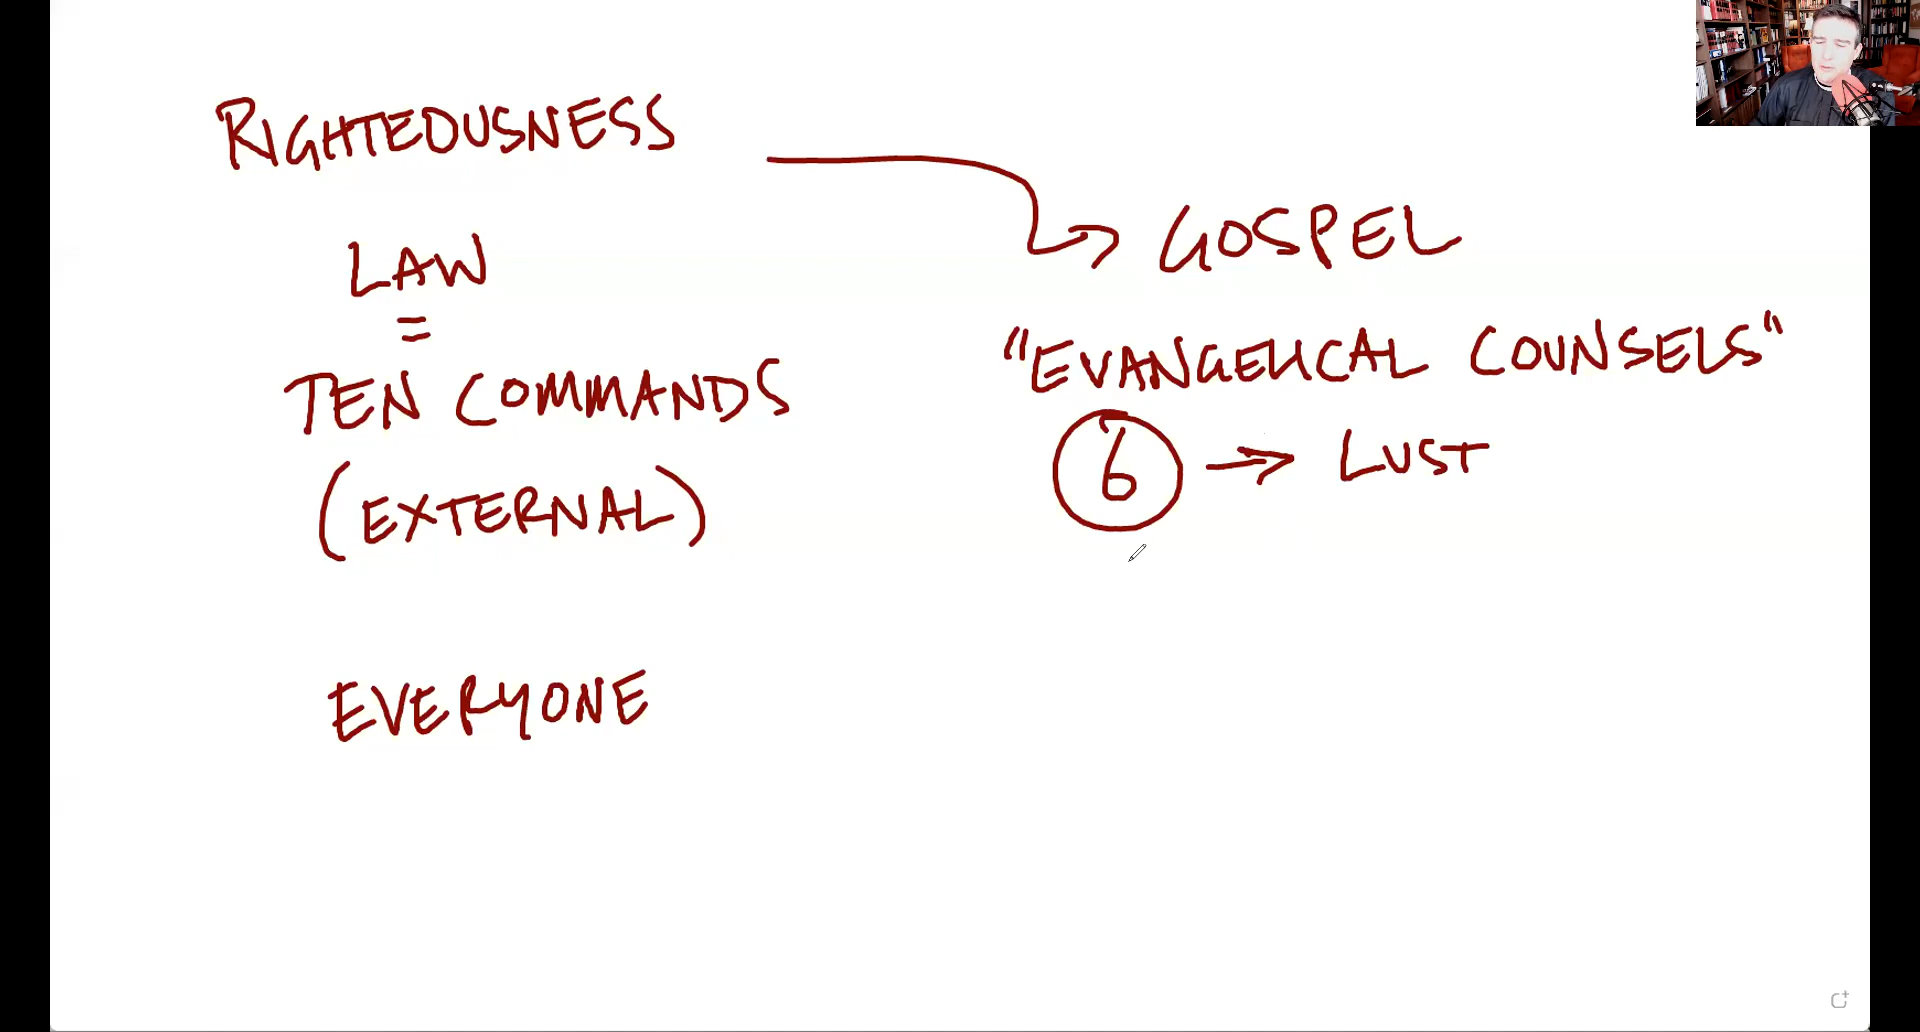 RIGHTEOUSNESS
LAW
=
TEN COMMANDS
(EXTERNAL)
EVERYONE
GOSPEL
"EVANGELICAL COUNSELS"
6 → LUST